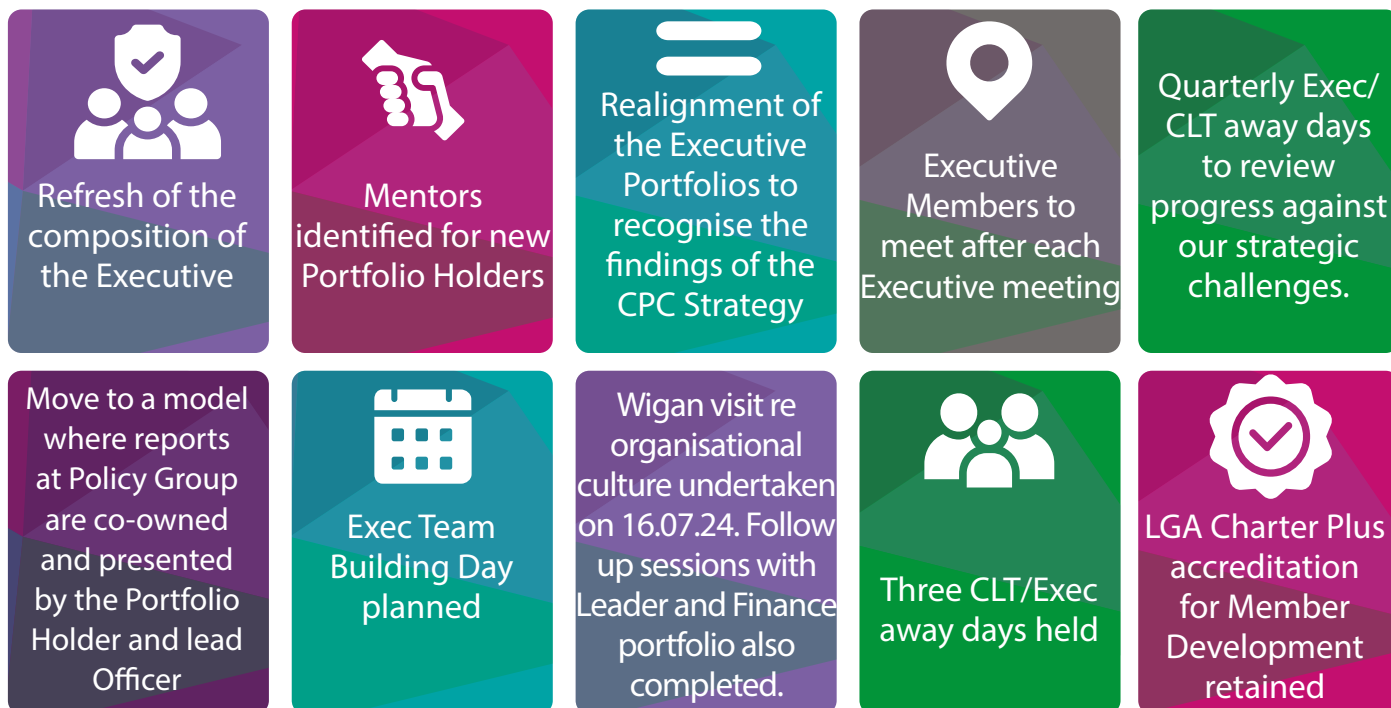 Refresh of the
composition of
the Executive
Mentors
identified for new
Portfolio Holders
Realignment of
the Executive
Portfolios to
recognise the
findings of the
CPC Strategy
Executive
Members to
meet after each
Executive meeting
Quarterly Exec/
CLT away days
to review
progress against
our strategic
challenges.
Move to a model
where reports
at Policy Group
are co-owned
and presented
by the Portfolio
Holder and lead
Officer
Exec Team
Building Day
planned
Wigan visit re
organisational
culture undertaken
on 16.07.24. Follow
up sessions with
Leader and Finance
portfolio also
completed.
Three CLT/Exec
away days held
LGA Charter Plus
accreditation
for Member
Development
retained